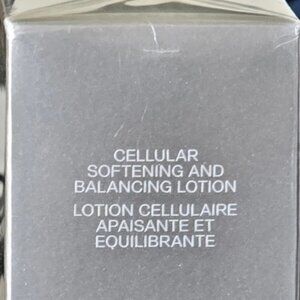 CELLULAR
SOFTENING AND
BALANCING LOTION
LOTION CELLULAIRE
APAISANTE ET
EQUILIBRANTE